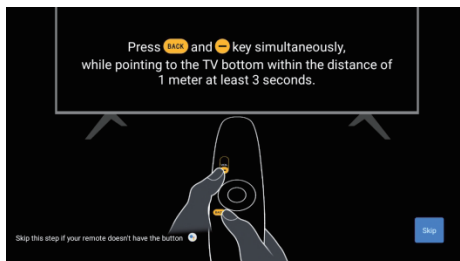 Press BACK and - key simultaneously,
while pointing to the TV bottom within the distance of
1 meter at least 3 seconds.
Skip this step if your remote doesn't have the button
Skip